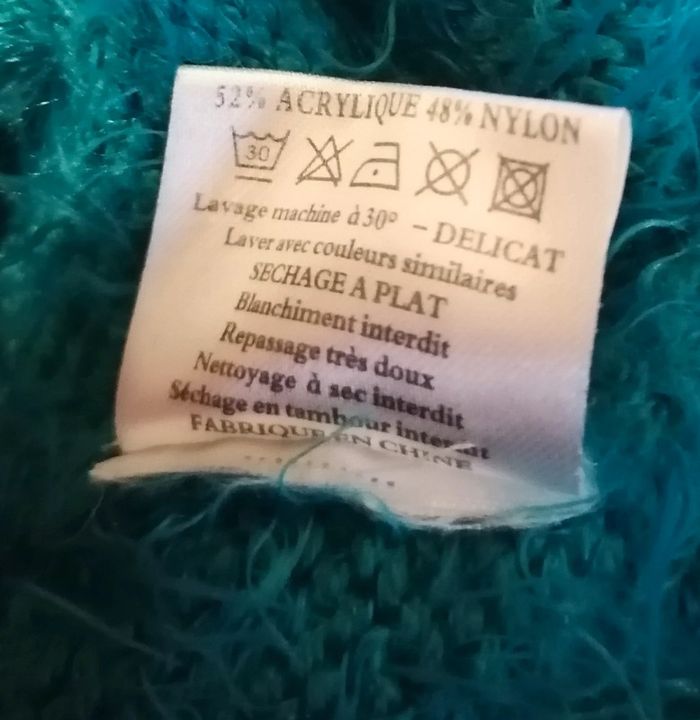 52% ACRYLIQUE 48% NYLON
30
Lavage machine à 30° - DELICAT
Laver avec couleurs similaires
SECHAGE A PLAT
Blanchiment interdit
Repassage très doux
Nettoyage à sec interdit
Séchage en tambour interdit
FABRIQUE EN CHINE